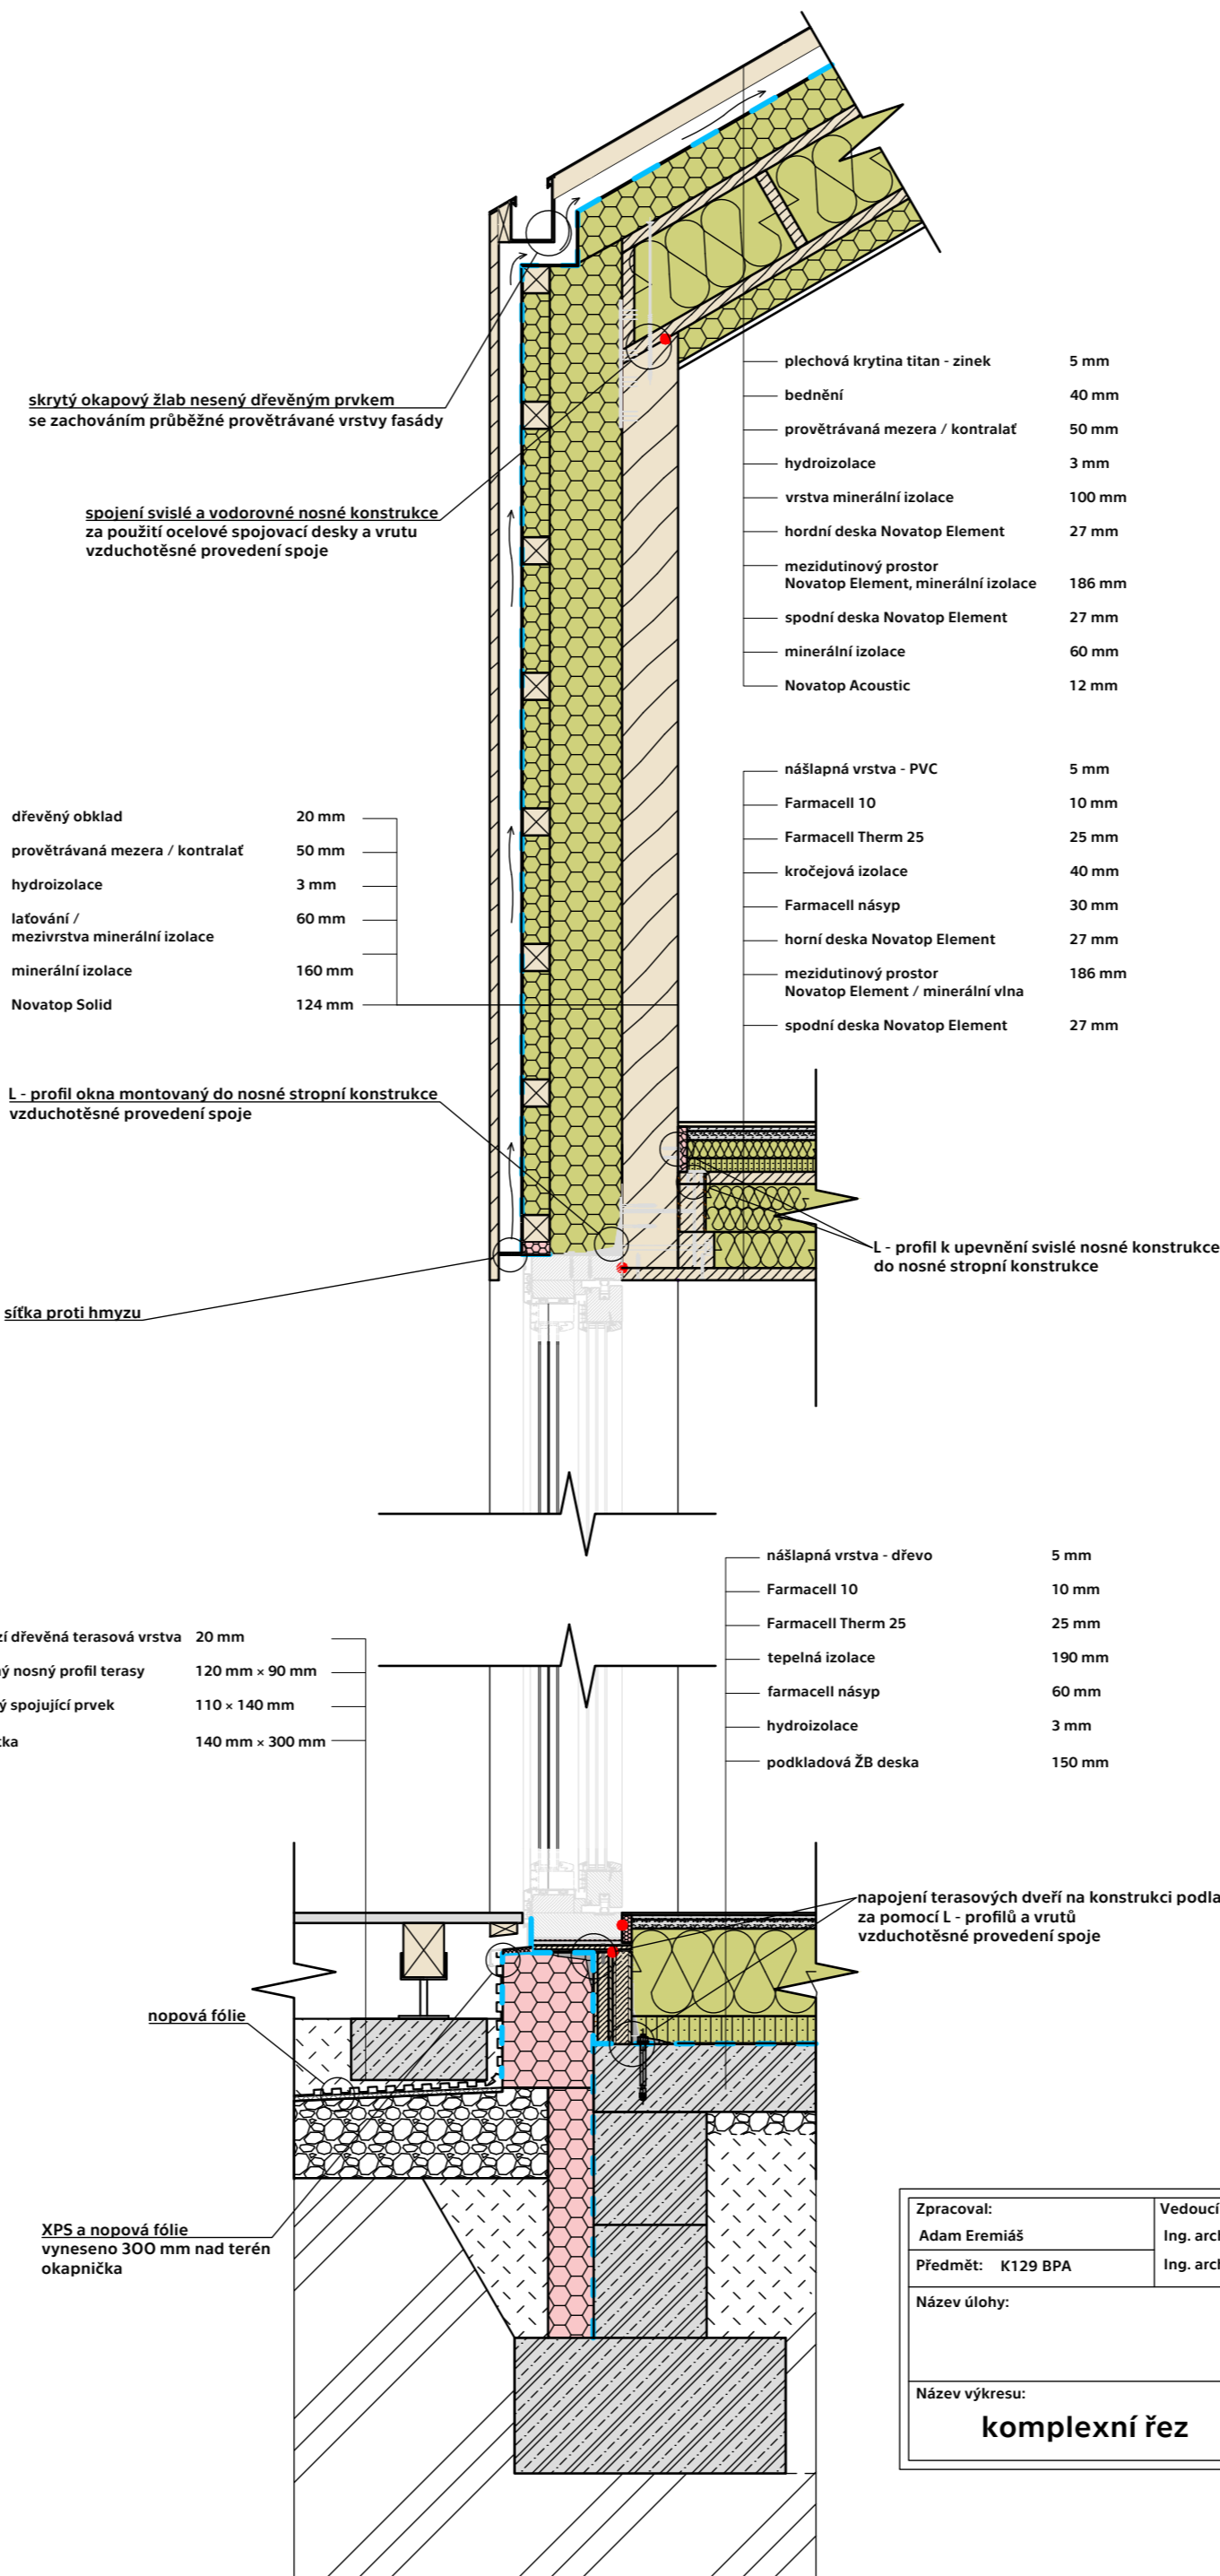 skrytý okapový žlab nesený dřevěným prvkem
se zachováním průběžné provětrávané vrstvy fasády
spojení svislé a vodorovné nosné konstrukce
za použití ocelové spojovací desky a vrutu
vzduchotěsné provedení spoje
plechová krytina titan - zinek 5 mm
bednění 40 mm
provětrávaná mezera / kontralať 50 mm
hydroizolace 3 mm
vrstva minerální izolace 100 mm
hordní deska Novatop Element 27 mm
mezidutinový prostor
Novatop Element, minerální izolace 186 mm
spodní deska Novatop Element 27 mm
minerální izolace 60 mm
Novatop Acoustic 12 mm
dřevěný obklad 20 mm
provětrávaná mezera / kontralať 50 mm
hydroizolace 3 mm
laťování / 60 mm
mezivrstva minerální izolace
minerální izolace 160 mm
Novatop Solid 124 mm
nášlapná vrstva - PVC 5 mm
Farmacell 10 10 mm
Farmacell Therm 25 25 mm
kročejová izolace 40 mm
Farmacell násyp 30 mm
horní deska Novatop Element 27 mm
mezidutinový prostor 186 mm
Novatop Element / minerální vlna
spodní deska Novatop Element 27 mm
L - profil okna montovaný do nosné stropní konstrukce
vzduchotěsné provedení spoje
L - profil k upevnění svislé nosné konstrukce
do nosné stropní konstrukce
síťka proti hmyzu
zí dřevěná terasová vrstva 20 mm
ý nosný profil terasy 120 mm × 90 mm
ý spojující prvek 110 × 140 mm
tka 140 mm × 300 mm
nášlapná vrstva - dřevo 5 mm
Farmacell 10 10 mm
Farmacell Therm 25 25 mm
tepelná izolace 190 mm
farmacell násyp 60 mm
hydroizolace 3 mm
podkladová ŽB deska 150 mm
napojení terasových dveří na konstrukci podla
za pomocí L - profilů a vrutů
vzduchotěsné provedení spoje
nopová fólie
XPS a nopová fólie
vyneseno 300 mm nad terén
okapnička
Zpracoval: Vedoucí
Adam Eremiáš Ing. arch
Předmět: K129 BPA Ing. arch
Název úlohy:
Název výkresu:
komplexní řez